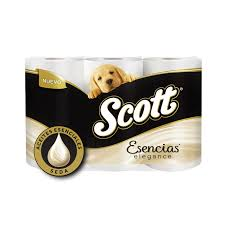 NUEVO
Scott
Esencias
elegance
ACEITES ESENCIALES
SEDA